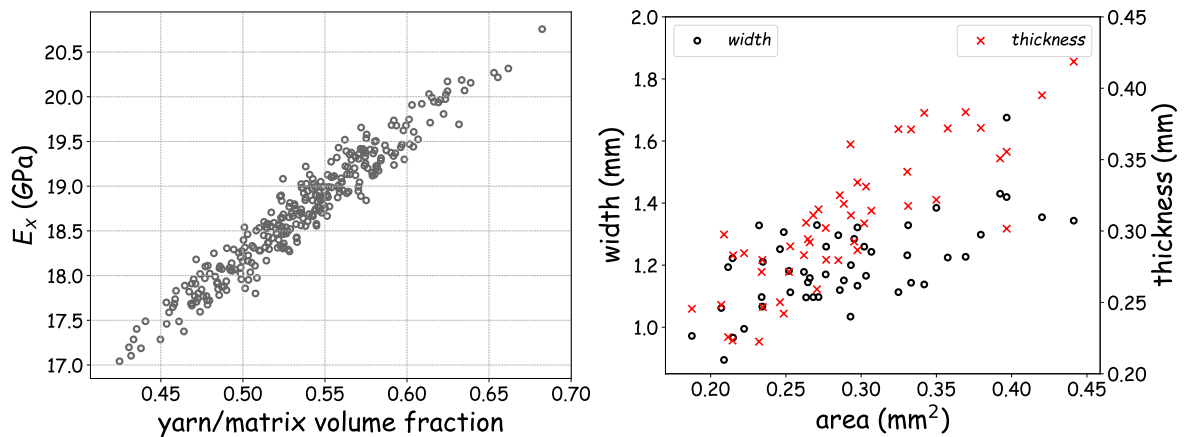 20.5
20.0
19.5
19.0
18.5
18.0
17.5
17.0
E_x (GPa)
0.45 0.50 0.55 0.60 0.65 0.70
yarn/matrix volume fraction
width
thickness
2.0
1.8
1.6
1.4
1.2
1.0
width (mm)
0.45
0.40
0.35
0.30
0.25
0.20
thickness (mm)
0.20 0.25 0.30 0.35 0.40 0.45
area (mm²)